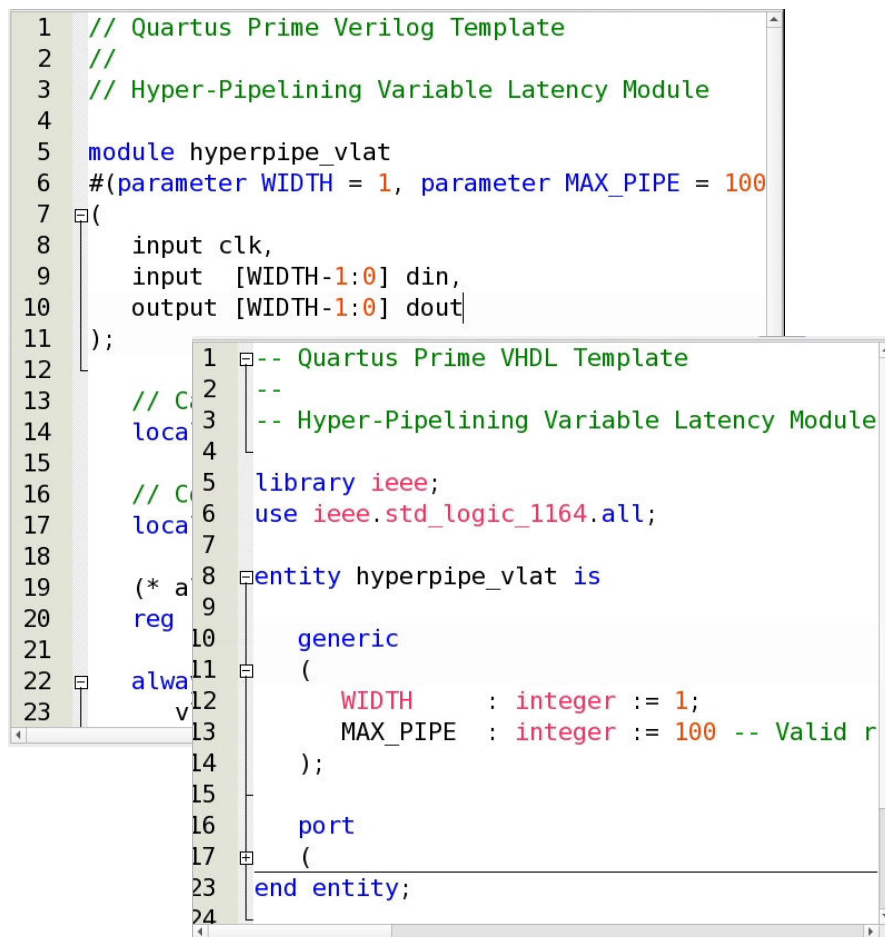 1 // Quartus Prime Verilog Template
2 //
3 // Hyper-Pipelining Variable Latency Module
4
5 module hyperpipe_vlat
6 #(parameter WIDTH = 1, parameter MAX_PIPE = 100
7 (
8 input clk,
9 input [WIDTH-1:0] din,
10 output [WIDTH-1:0] dout
11 );
12
13 //
14
15
16 //
17
18
19 (*
20 reg
21
22
23
1 -- Quartus Prime VHDL Template
2 --
3 -- Hyper-Pipelining Variable Latency Module
4
5 library ieee;
6 use ieee.std_logic_1164.all;
7
8 entity hyperpipe_vlat is
9
10 generic
11 (
12 WIDTH : integer := 1;
13 MAX_PIPE : integer := 100 -- Valid
14 );
15
16 port
17 (
23 end entity;
24